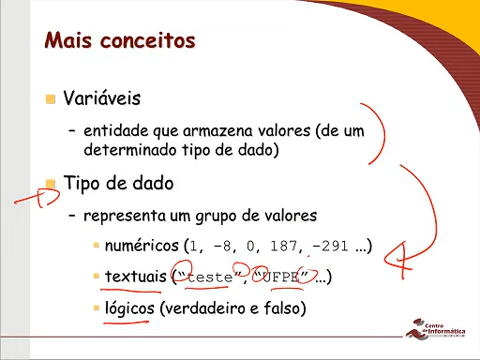 Mais conceitos
Variáveis
– entidade que armazena valores (de um
determinado tipo de dado)
Tipo de dado
– representa um grupo de valores
numéricos (1, -8, 0, 187, -291 ...)
textuais ("teste", "UFPE" ...)
lógicos (verdadeiro e falso)
Centro
de Informática